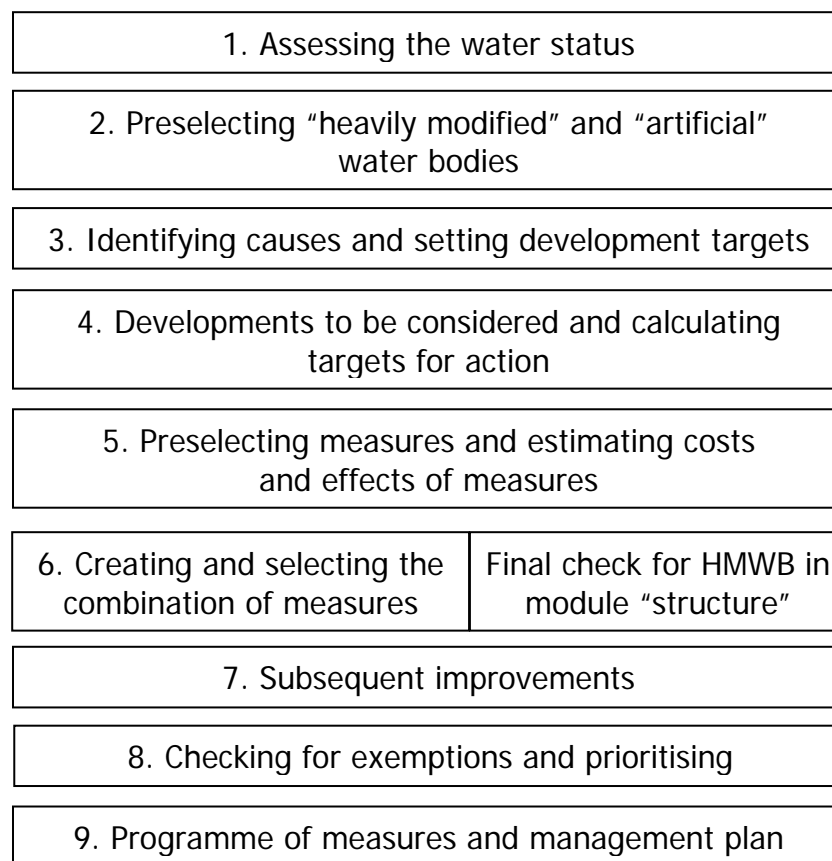 1. Assessing the water status
2. Preselecting “heavily modified” and “artificial”
water bodies
3. Identifying causes and setting development targets
4. Developments to be considered and calculating
targets for action
5. Preselecting measures and estimating costs
and effects of measures
6. Creating and selecting the
combination of measures
Final check for HMWB in
module “structure”
7. Subsequent improvements
8. Checking for exemptions and prioritising
9. Programme of measures and management plan